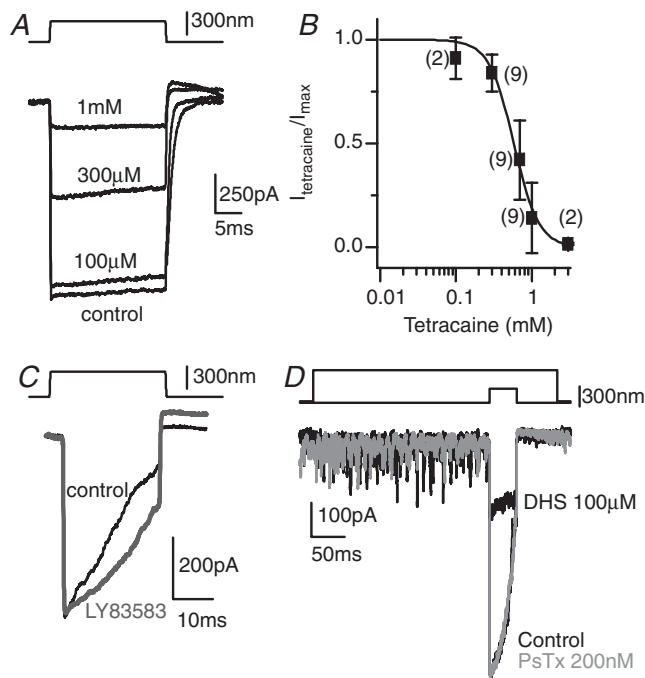 A
300nm
1mM
300μM
100μM
control
250pA
5ms
B
I tetracaine/I max
1.0
0.5
0.0
(2)
(9)
(9)
(9)
(2)
0.01
0.1
1
Tetracaine (mM)
C
300nm
control
LY83583
200pA
10ms
D
300nm
100pA
50ms
DHS 100μM
Control
PsTx 200nM